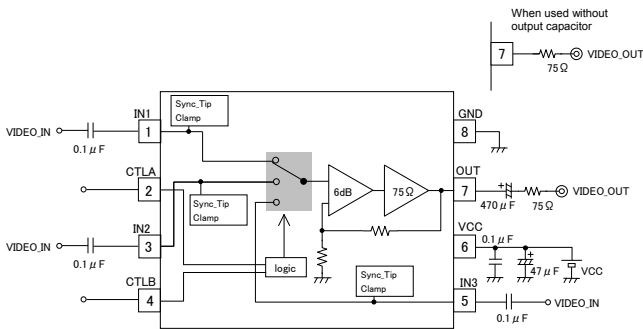 When used without
output capacitor
7
VIDEO_OUT
75Ω
Sync_Tip
Clamp
IN1
GND
VIDEO_IN
1
8
0.1μF
CTLA
OUT
2
6dB
75Ω
7
VIDEO_OUT
Sync_Tip
Clamp
470μF
75Ω
IN2
VCC
0.1μF
VIDEO_IN
3
6
0.1μF
logic
47μF
VCC
Sync_Tip
Clamp
CTLB
IN3
4
5
VIDEO_IN
0.1μF